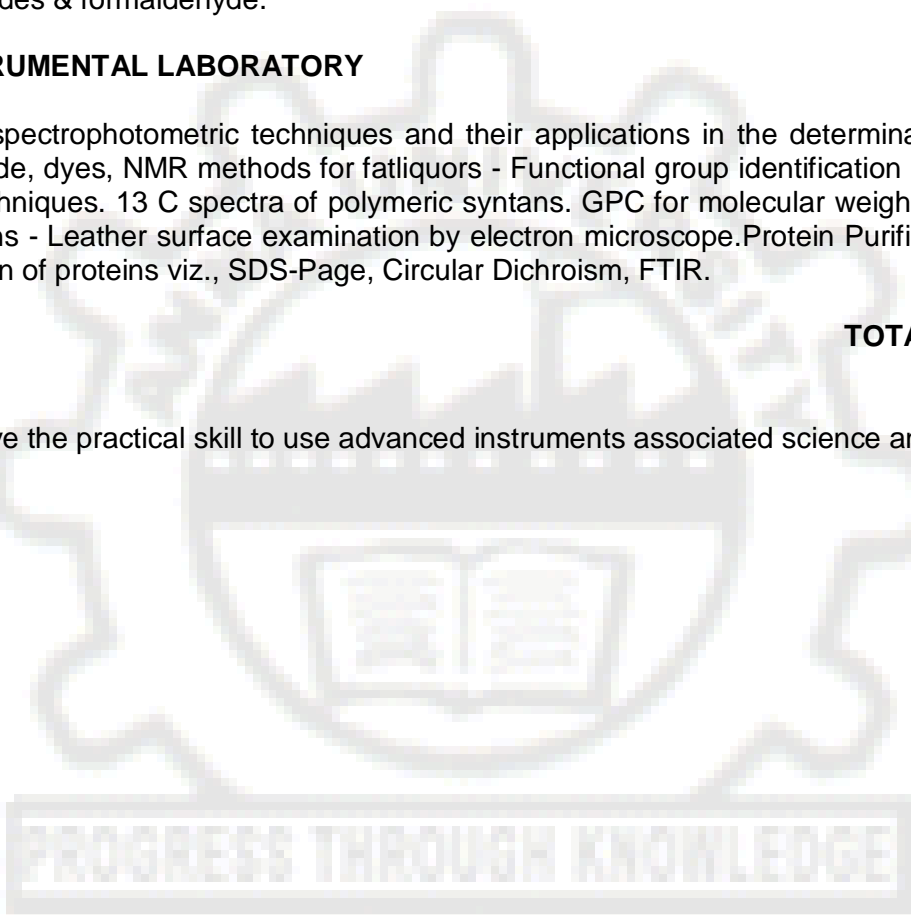 des & formaldehyde.
RUMENTAL LABORATORY
spectrophotometric techniques and their applications in the determina
de, dyes, NMR methods for fatliquors - Functional group identification
hniques. 13 C spectra of polymeric syntans. GPC for molecular weigh
ns - Leather surface examination by electron microscope.Protein Purifi
n of proteins viz., SDS-Page, Circular Dichroism, FTIR.
TOTA
ve the practical skill to use advanced instruments associated science a
PROGRESS THROUGH KNOWLEDGE